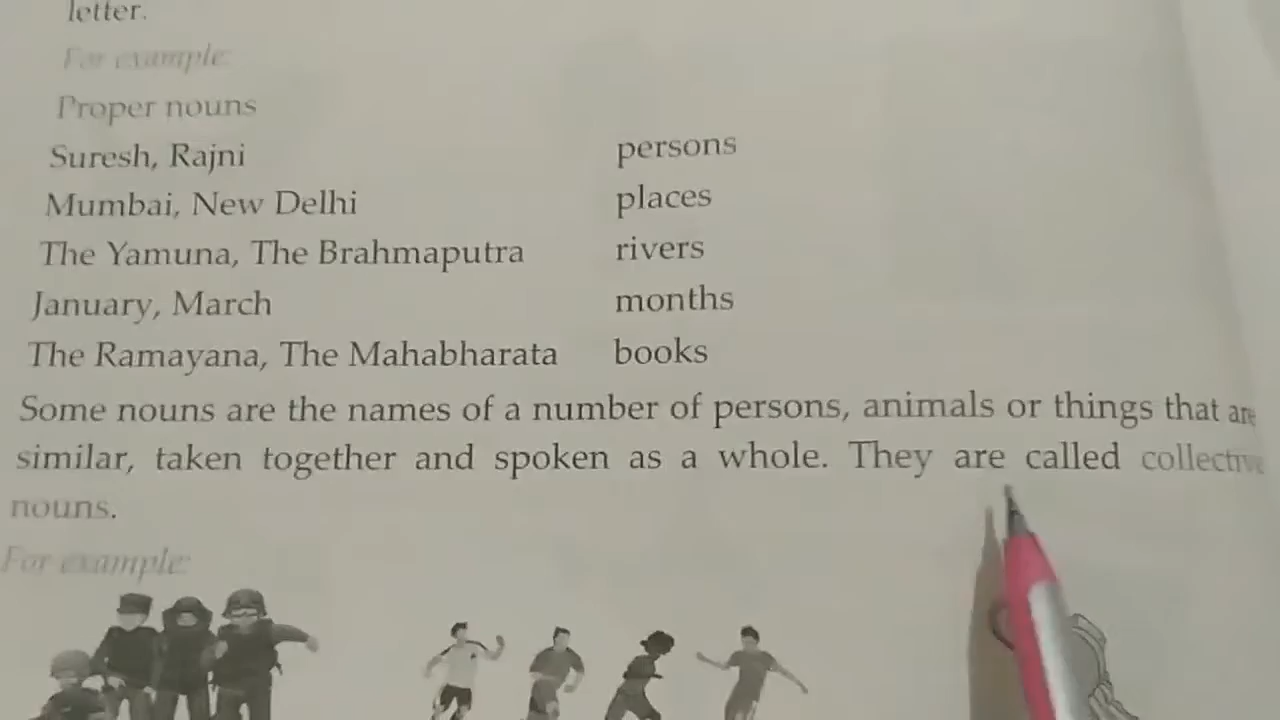 letter.
For example:
Proper nouns
Suresh, Rajni persons
Mumbai, New Delhi places
The Yamuna, The Brahmaputra rivers
January, March months
The Ramayana, The Mahabharata books
Some nouns are the names of a number of persons, animals or things that are
similar, taken together and spoken as a whole. They are called collective
nouns.
For example: